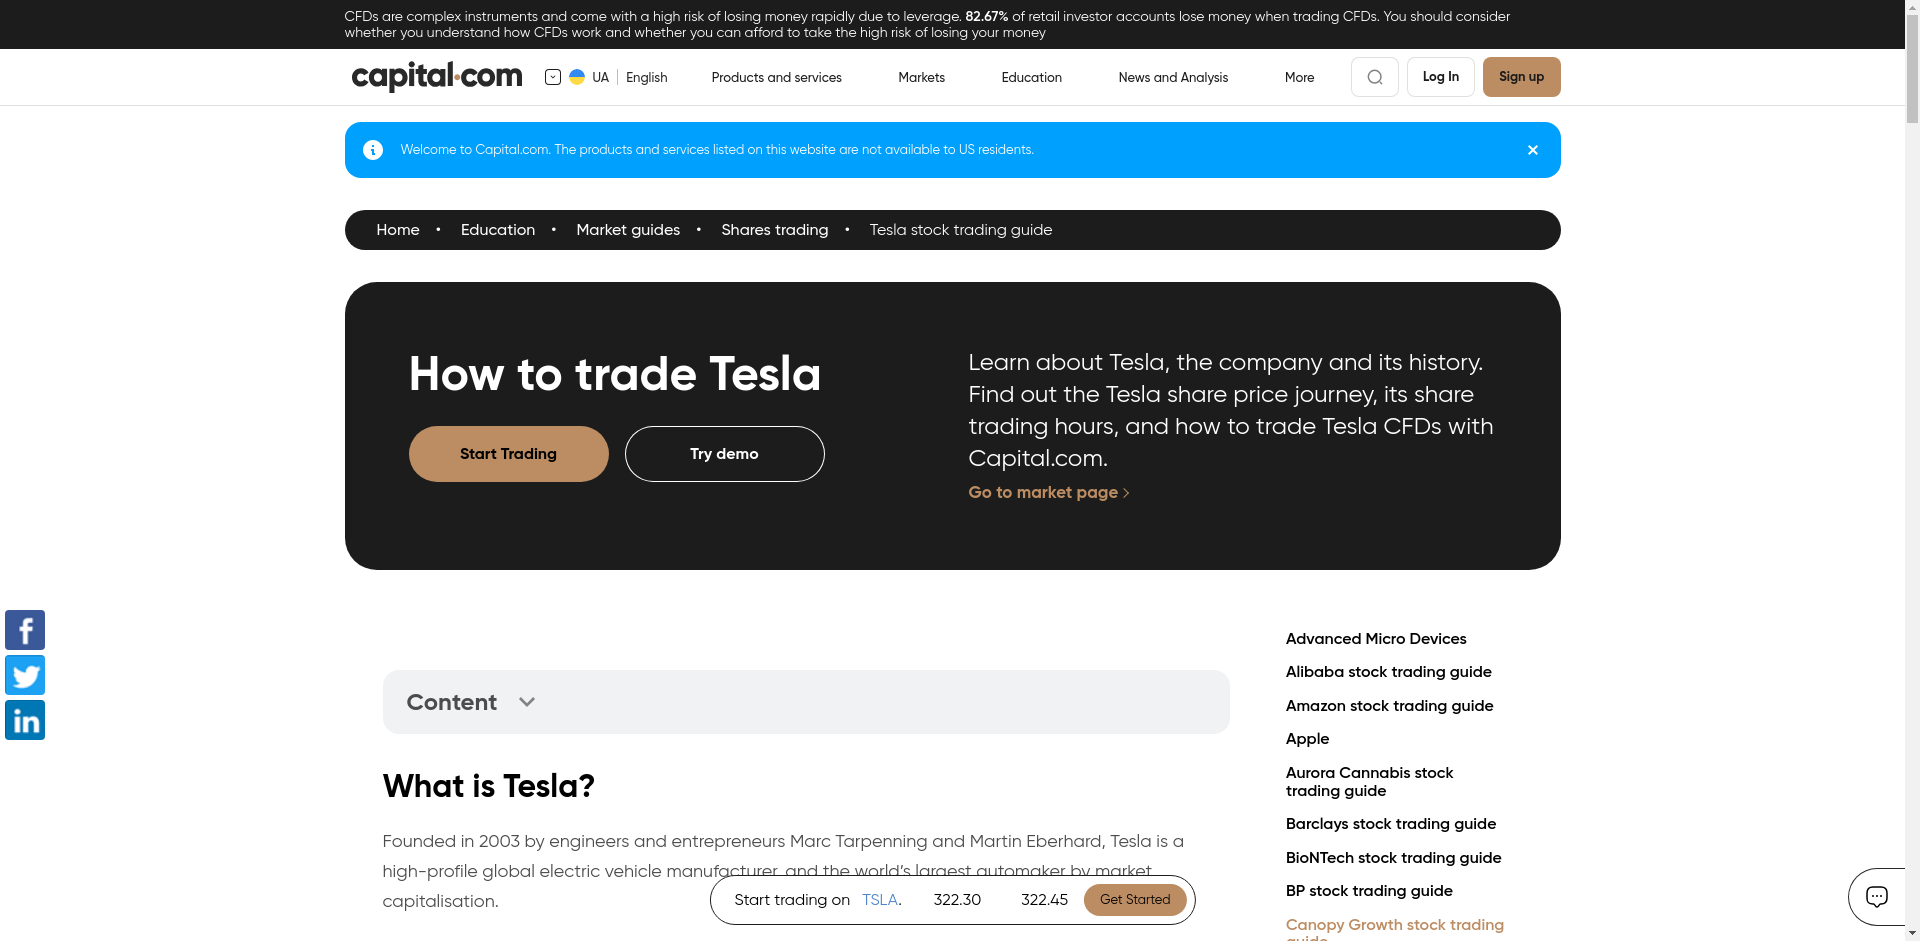 CFDs are complex instruments and come with a high risk of losing money rapidly due to leverage. 82.67% of retail investor accounts lose money when trading CFDs. You should consider
whether you understand how CFDs work and whether you can afford to take the high risk of losing your money
capital.com
UA
English
Products and services
Markets
Education
News and Analysis
More
Log In
Sign up
Welcome to Capital.com. The products and services listed on this website are not available to US residents.
Home • Education • Market guides • Shares trading • Tesla stock trading guide
How to trade Tesla
Start Trading
Try demo
Learn about Tesla, the company and its history.
Find out the Tesla share price journey, its share
trading hours, and how to trade Tesla CFDs with
Capital.com.
Go to market page
Content
What is Tesla?
Founded in 2003 by engineers and entrepreneurs Marc Tarpenning and Martin Eberhard, Tesla is a
high-profile global electric vehicle manufacturer, and the world's largest automaker by market
capitalisation.
Start trading on TSLA. 322.30 322.45 Get Started
Advanced Micro Devices
Alibaba stock trading guide
Amazon stock trading guide
Apple
Aurora Cannabis stock
trading guide
Barclays stock trading guide
BioNTech stock trading guide
BP stock trading guide
Canopy Growth stock trading
guide